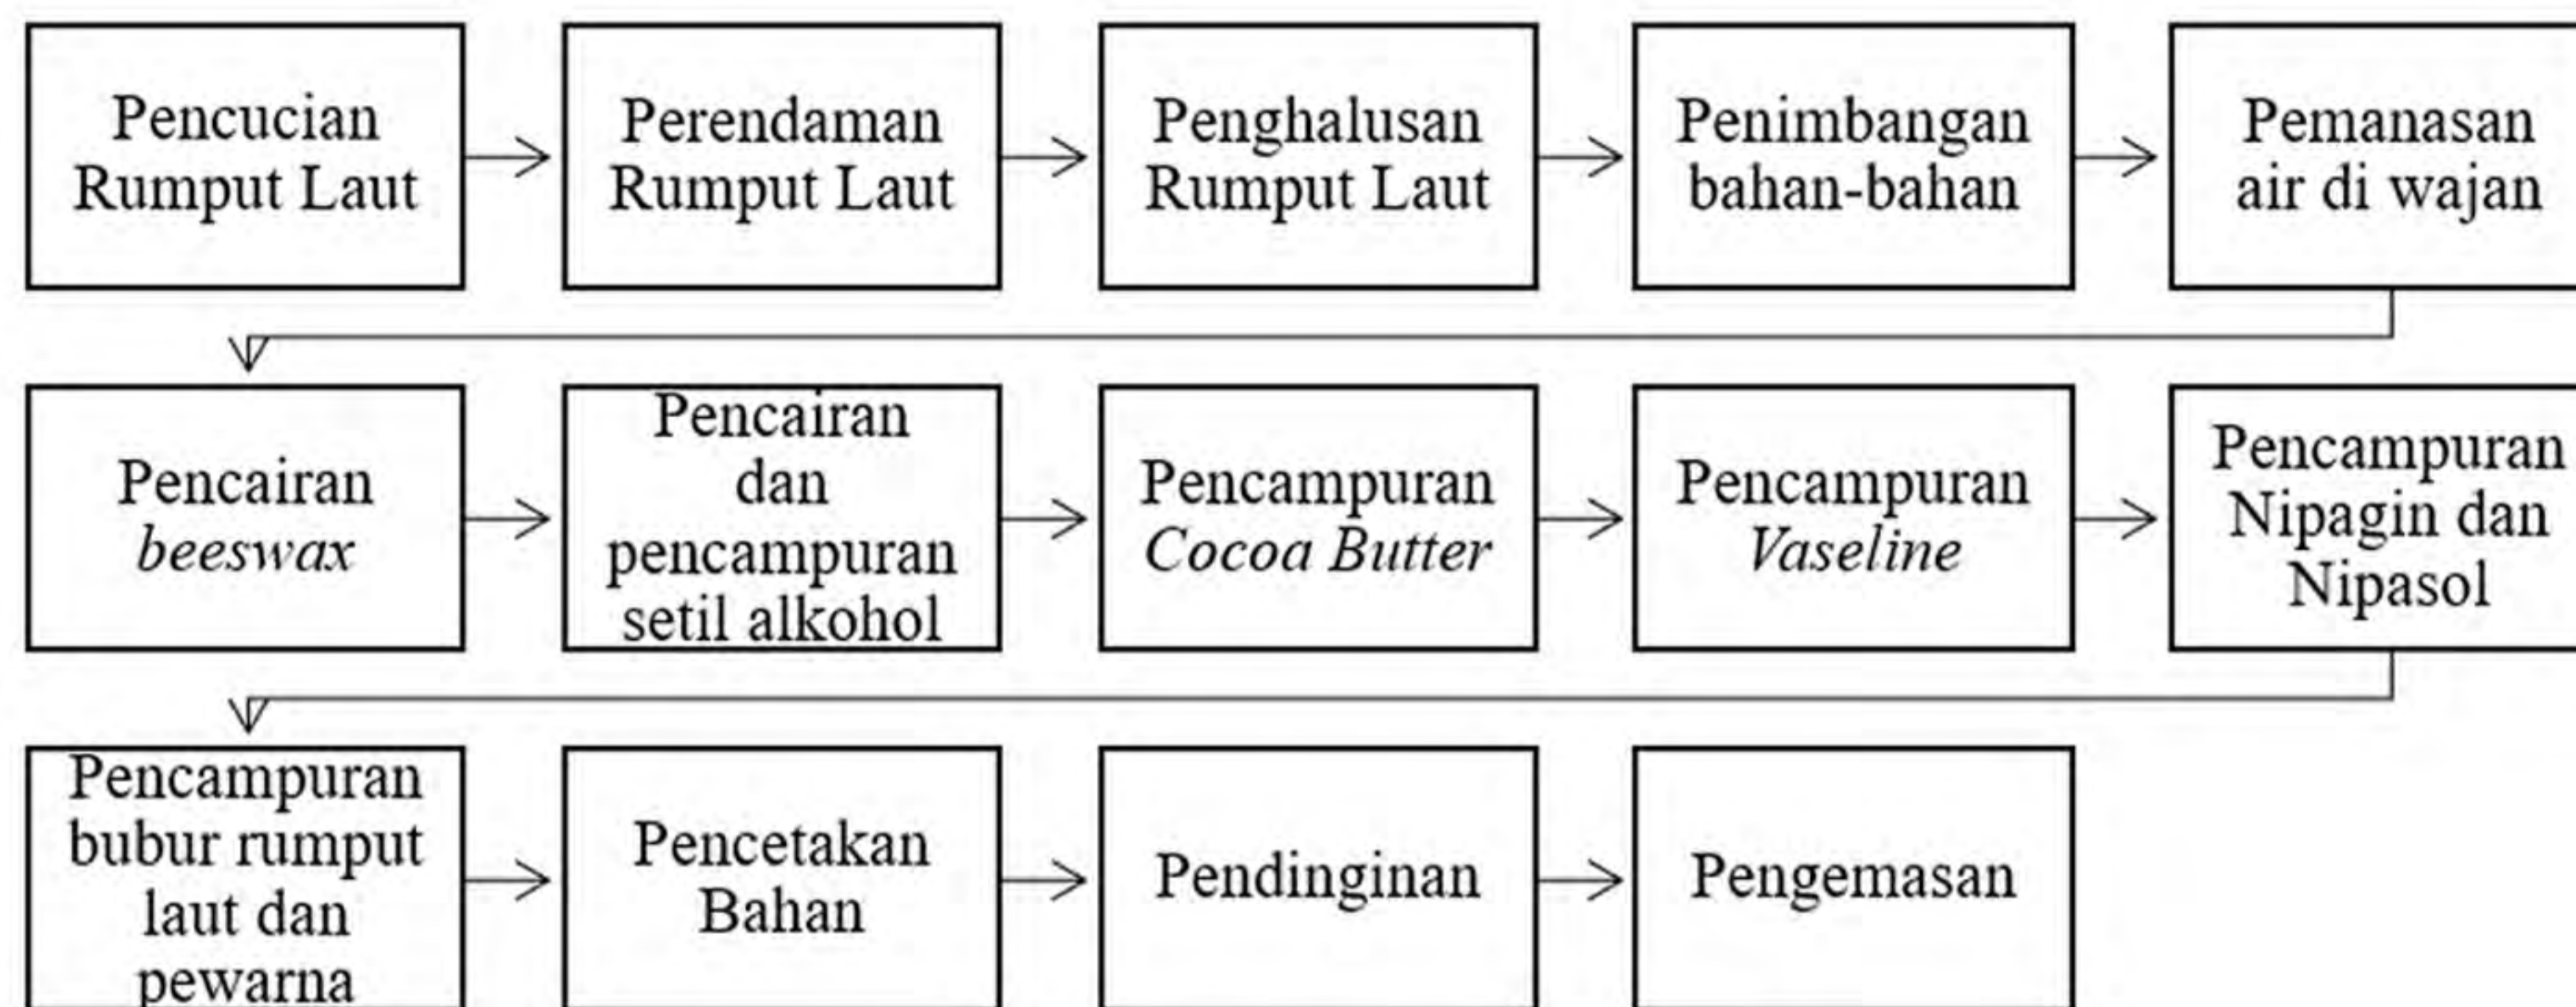 Pencucian
Rumput Laut
Perendaman
Rumput Laut
Penghalusan
Rumput Laut
Penimbangan
bahan-bahan
Pemanasan
air di wajan
Pencairan
beeswax
Pencairan
dan
pencampuran
setil alkohol
Pencampuran
Cocoa Butter
Pencampuran
Vaseline
Pencampuran
Nipagin dan
Nipasol
Pencampuran
bubur rumput
laut dan
pewarna
Pencetakan
Bahan
Pendinginan
Pengemasan